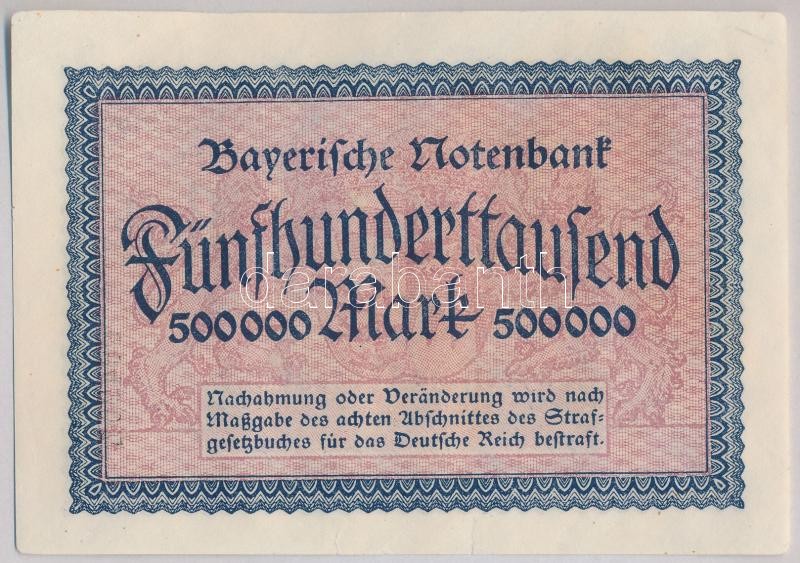 Bayerische Notenbank
Fünfhunderttausend
500000 Mark 500000
darabanth
Nachahmung oder Veränderung wird nach
Maßgabe des achten Abschnittes des Straf-
gesetzbuches für das Deutsche Reich bestraft.